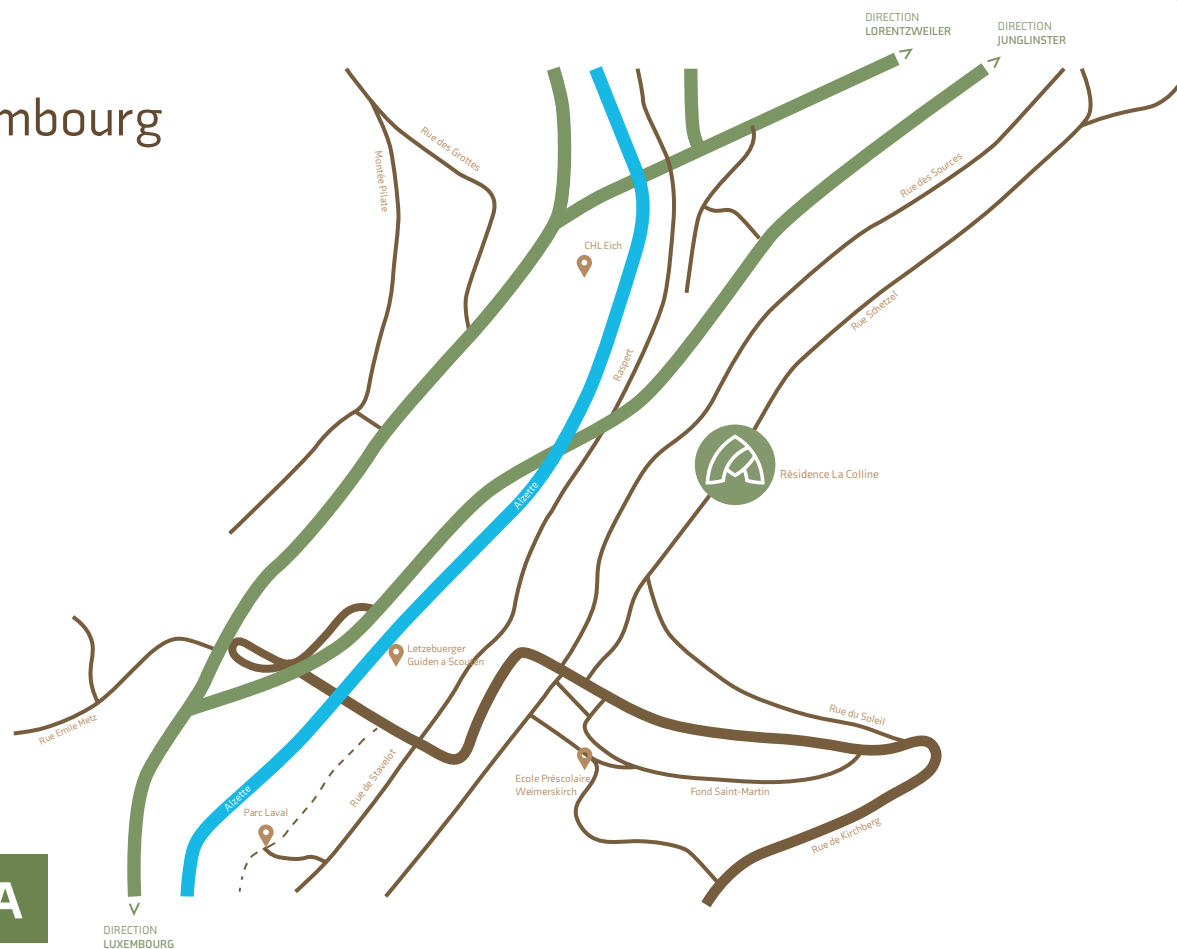 DIRECTION
LORENTZWEILER
DIRECTION
JUNGLINSTER
mbourg
Rue des Grottes
Montée Pilate
Rue des Sources
CHL Eich
Rue Schetzel
Raspert
Résidence La Colline
Alzette
Letzebuerger
Guiden a Scouten
Rue du Soleil
Rue Emile Metz
Rue de Stavelot
Ecole Préscolaire
Weimerskirch
Fond Saint-Martin
Alzette
Parc Laval
Rue de Kirchberg
A
DIRECTION
LUXEMBOURG